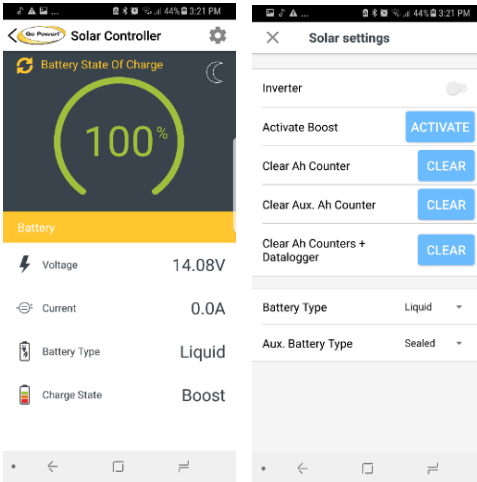 44% 3:21 PM
Go Power!
Solar Controller
Battery State Of Charge
100%
Battery
Voltage 14.08V
Current 0.0A
Battery Type Liquid
Charge State Boost
44% 3:21 PM
Solar settings
Inverter
Activate Boost ACTIVATE
Clear Ah Counter CLEAR
Clear Aux. Ah Counter CLEAR
Clear Ah Counters +
Datalogger CLEAR
Battery Type Liquid
Aux. Battery Type Sealed